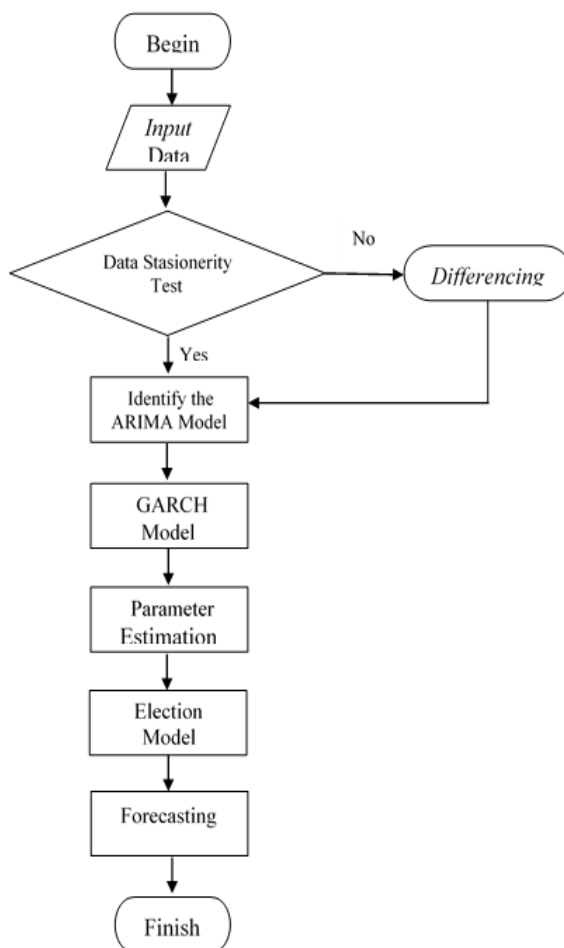 Begin
Input
Data
Data Stasionerity
Test
No
Differencing
Yes
Identify the
ARIMA Model
GARCH
Model
Parameter
Estimation
Election
Model
Forecasting
Finish